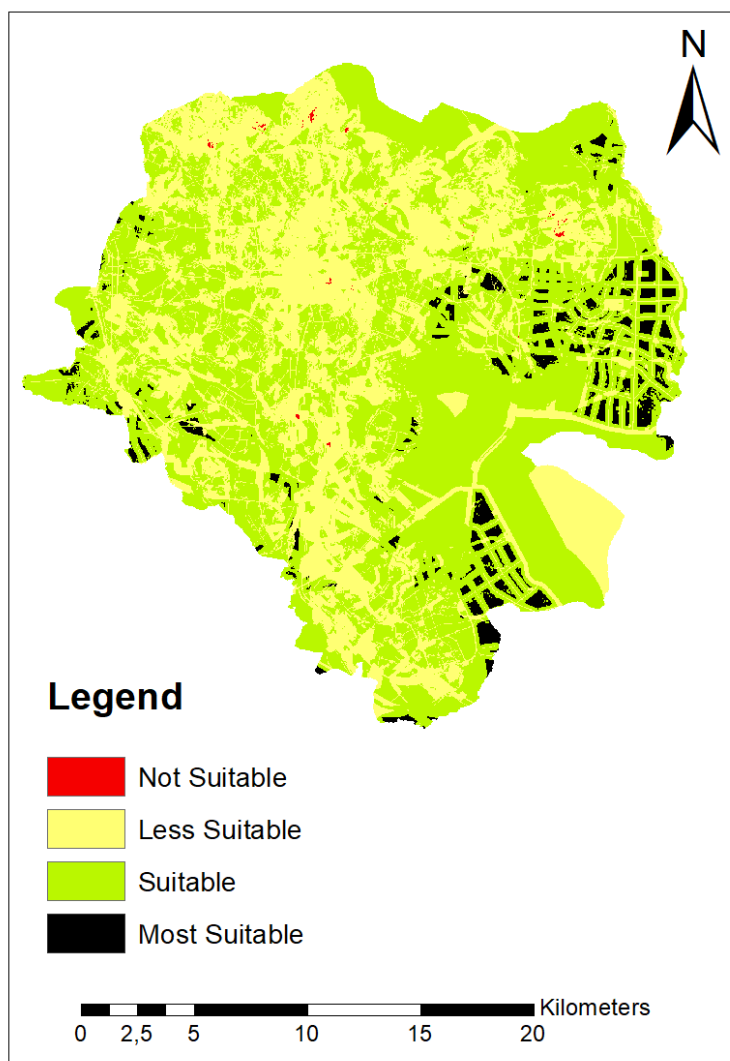 N
Legend
Not Suitable
Less Suitable
Suitable
Most Suitable
Kilometers
0 2,5 5 10 15 20